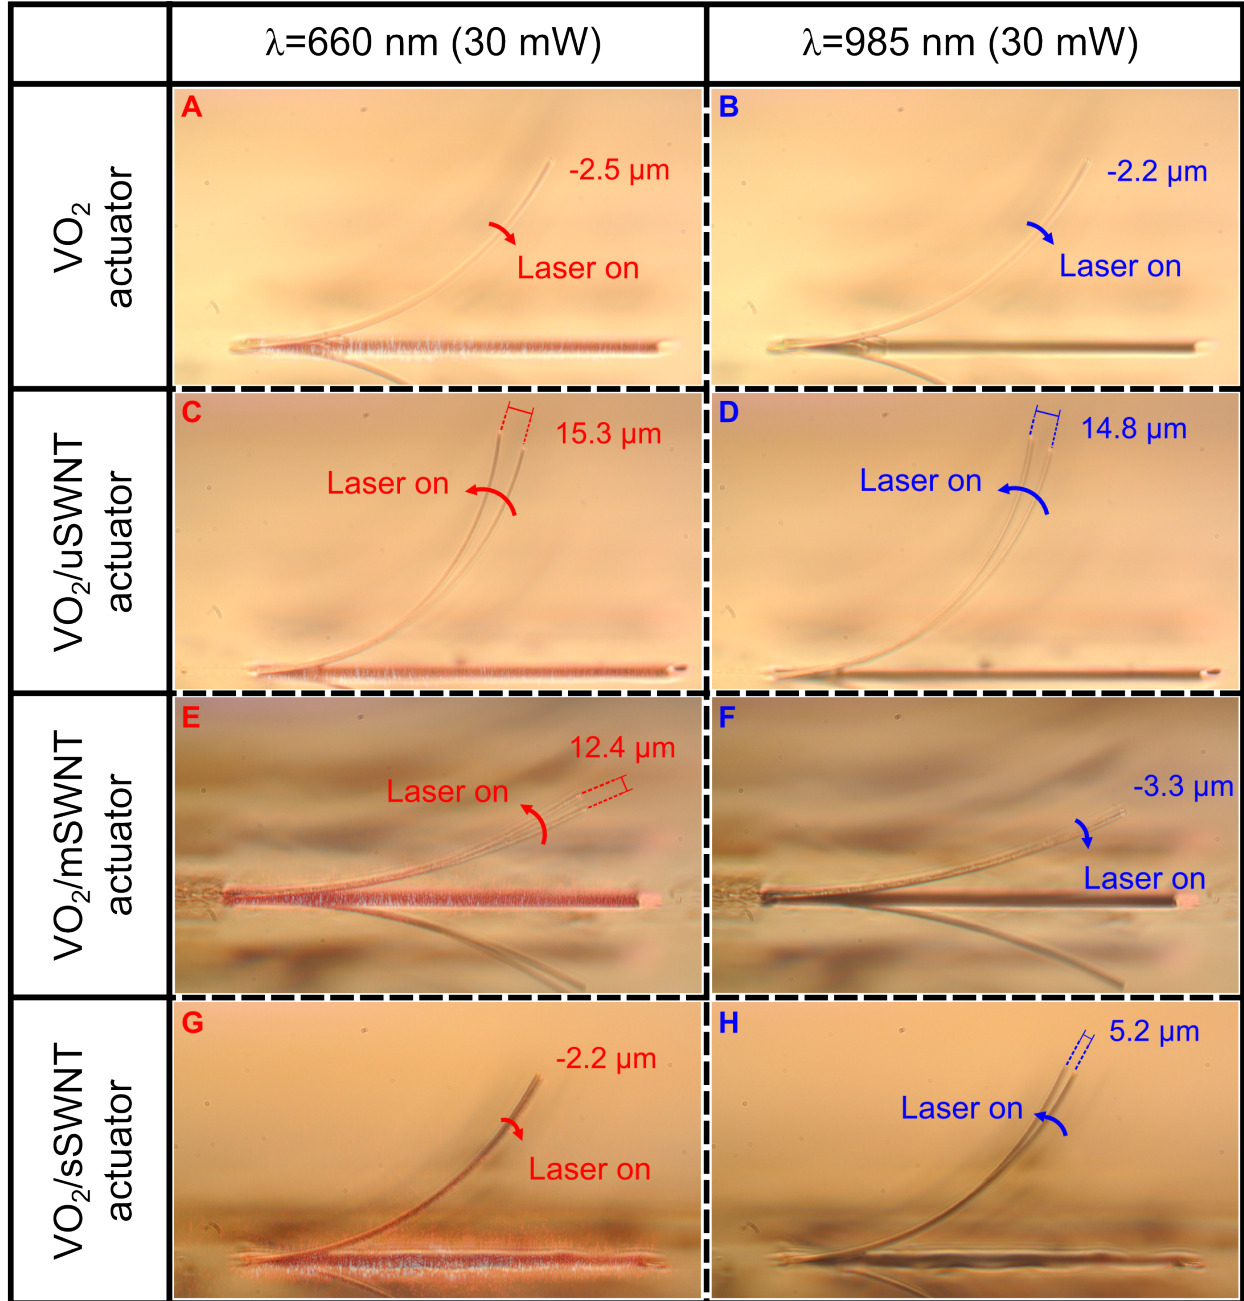 λ=660 nm (30 mW)
λ=985 nm (30 mW)
VO₂
actuator
A
-2.5 µm
Laser on
B
-2.2 µm
Laser on
VO₂/uSWNT
actuator
C
15.3 µm
Laser on
D
14.8 µm
Laser on
VO₂/mSWNT
actuator
E
12.4 µm
Laser on
F
-3.3 µm
Laser on
VO₂/sSWNT
actuator
G
-2.2 µm
Laser on
H
5.2 µm
Laser on